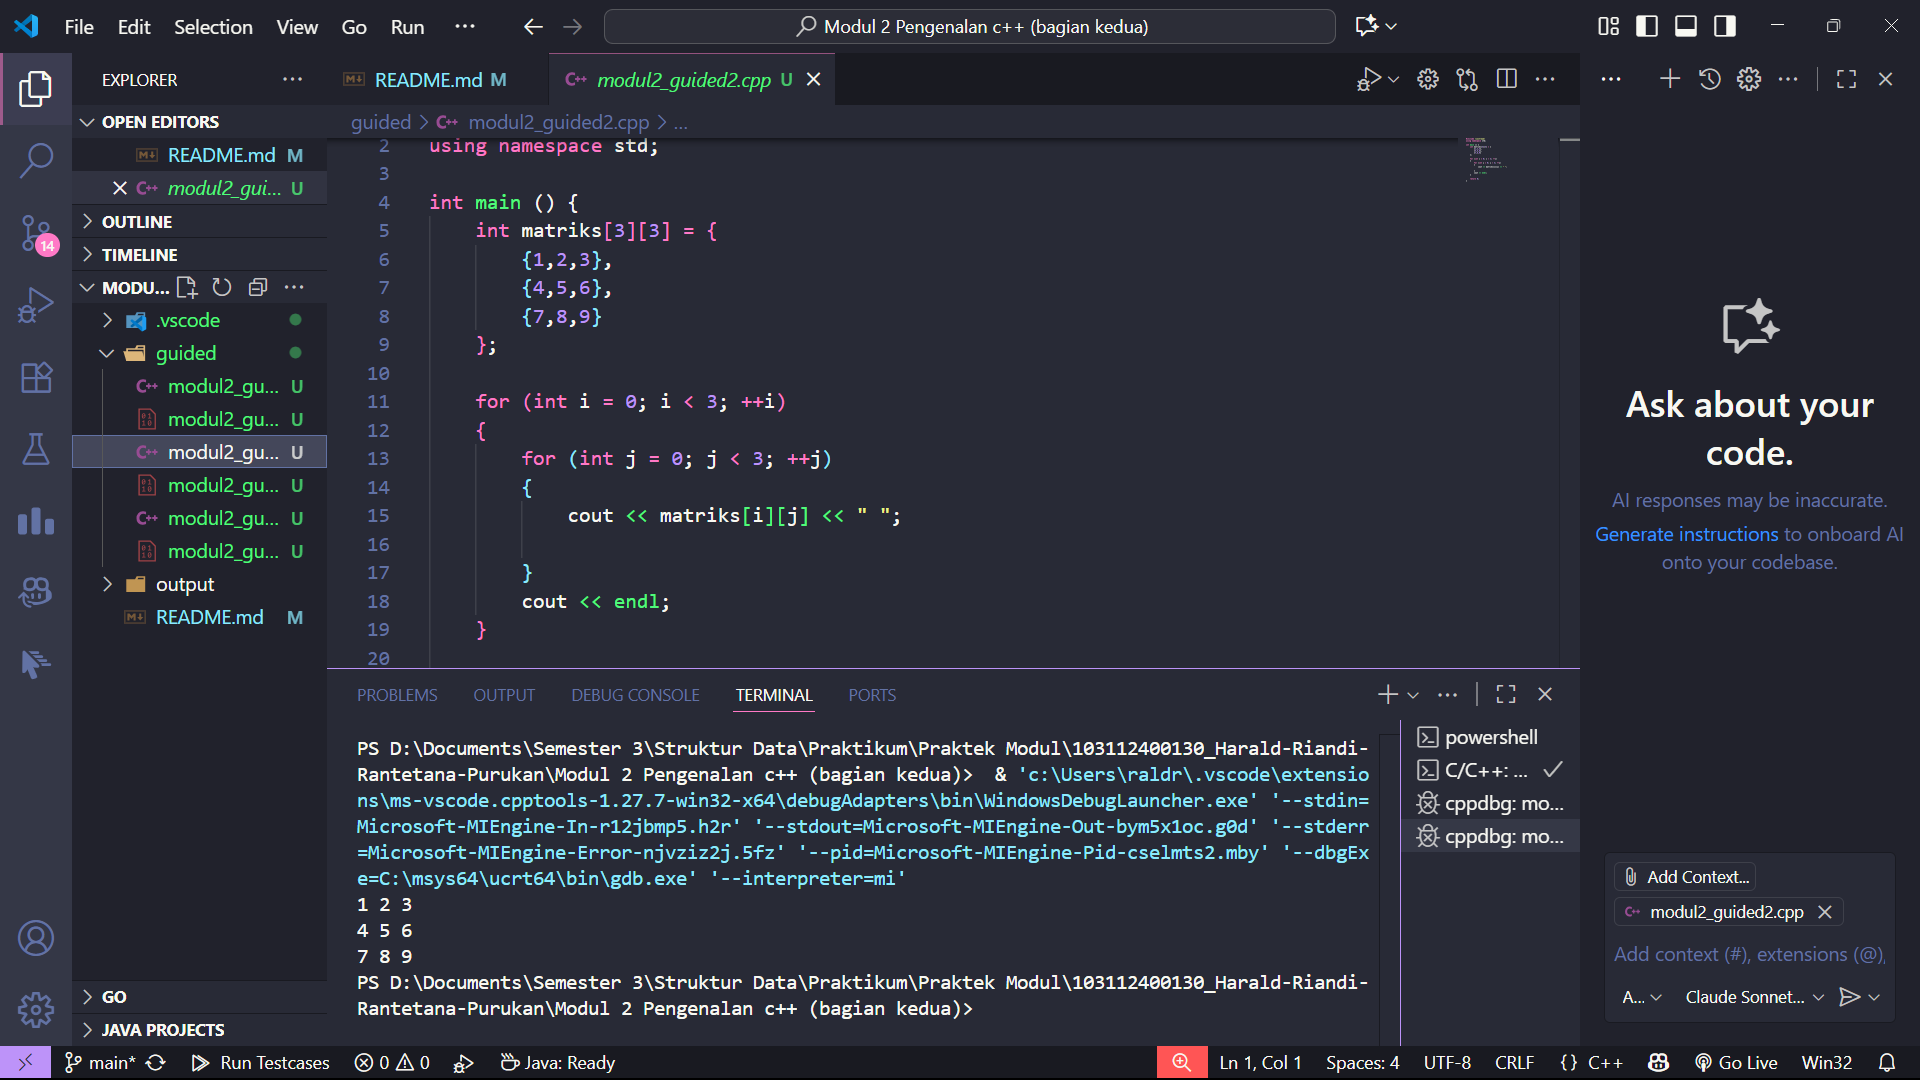 File Edit Selection View Go Run ··· Modul 2 Pengenalan c++ (bagian kedua)
EXPLORER
README.md M
C++ modul2_guided2.cpp U
OPEN EDITORS
README.md M
C++ modul2_gui... U
OUTLINE
TIMELINE
14
MODU...
.vscode
guided
C++ modul2_gu... U
modul2_gu... U
C++ modul2_gu... U
modul2_gu... U
C++ modul2_gu... U
modul2_gu... U
output
README.md M
GO
JAVA PROJECTS
guided > C++ modul2_guided2.cpp > ...
2 using namespace std;
3
4 int main () {
5 int matriks[3][3] = {
6 {1,2,3},
7 {4,5,6},
8 {7,8,9}
9 };
10
11 for (int i = 0; i < 3; ++i)
12 {
13 for (int j = 0; j < 3; ++j)
14 {
15 cout << matriks[i][j] << " ";
16
17 }
18 cout << endl;
19 }
20
PROBLEMS OUTPUT DEBUG CONSOLE TERMINAL PORTS
PS D:\Documents\Semester 3\Struktur Data\Praktikum\Praktek Modul\103112400130_Harald-Riandi-
Rantetana-Purukan\Modul 2 Pengenalan c++ (bagian kedua)> & 'c:\Users\raldr\.vscode\extensio
ns\ms-vscode.cpptools-1.27.7-win32-x64\debugAdapters\bin\WindowsDebugLauncher.exe' '--stdin=
Microsoft-MIEngine-In-r12jbmp5.h2r' '--stdout=Microsoft-MIEngine-Out-bym5x1oc.g0d' '--stderr
=Microsoft-MIEngine-Error-njvziz2j.5fz' '--pid=Microsoft-MIEngine-Pid-cselmts2.mby' '--dbgEx
e=C:\msys64\ucrt64\bin\gdb.exe' '--interpreter=mi'
1 2 3
4 5 6
7 8 9
PS D:\Documents\Semester 3\Struktur Data\Praktikum\Praktek Modul\103112400130_Harald-Riandi-
Rantetana-Purukan\Modul 2 Pengenalan c++ (bagian kedua)>
powershell
C/C++: ...
cppdbg: mo...
cppdbg: mo...
Ask about your
code.
AI responses may be inaccurate.
Generate instructions to onboard AI
onto your codebase.
Add Context...
C++ modul2_guided2.cpp
Add context (#), extensions (@),
A... Claude Sonnet...
main* Run Testcases 0 0 Java: Ready Ln 1, Col 1 Spaces: 4 UTF-8 CRLF {} C++ Go Live Win32